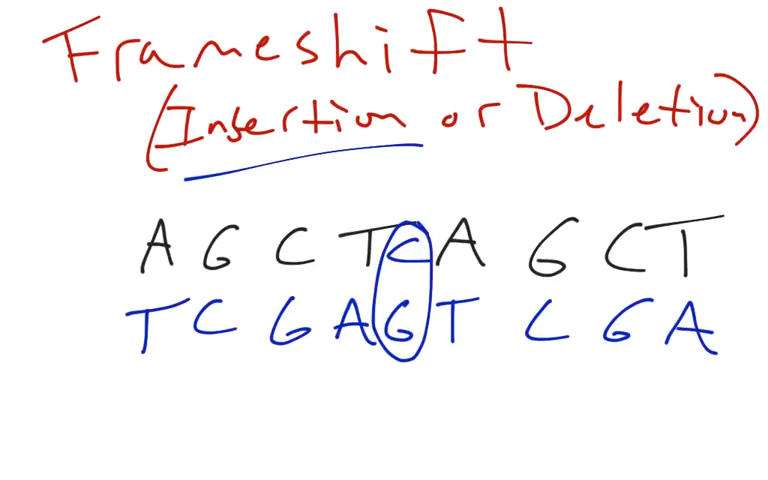 Frameshift
(Insertion or Deletion)
A G C T C A G C T
T C G A G T C G A